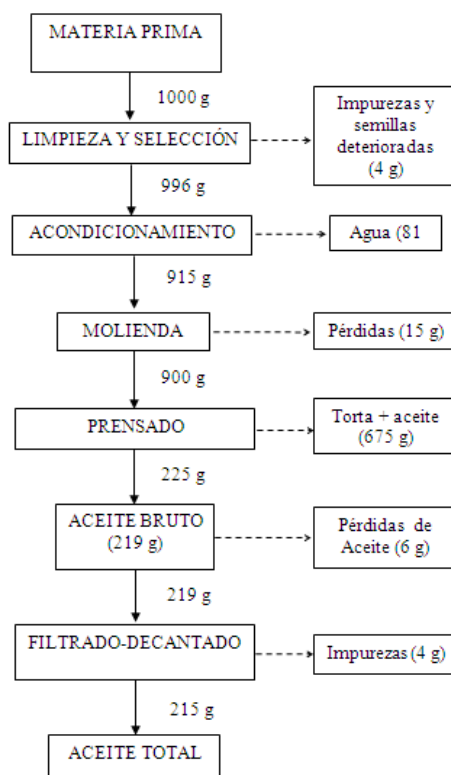 MATERIA PRIMA
1000 g
LIMPIEZA Y SELECCIÓN
Impurezas y
semillas
deterioradas
(4 g)
996 g
ACONDICIONAMIENTO
Agua (81
915 g
MOLIENDA
Pérdidas (15 g)
900 g
PRENSADO
Torta + aceite
(675 g)
225 g
ACEITE BRUTO
(219 g)
Pérdidas de
Aceite (6 g)
219 g
FILTRADO-DECANTADO
Impurezas (4 g)
215 g
ACEITE TOTAL